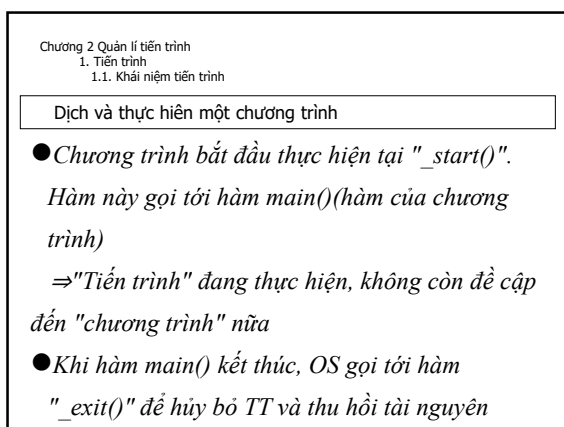 Chương 2 Quản lí tiến trình
1. Tiến trình
1.1. Khái niệm tiến trình
Dịch và thực hiên một chương trình
●Chương trình bắt đầu thực hiện tại "_start()".
Hàm này gọi tới hàm main()(hàm của chương
trình)
⇒"Tiến trình" đang thực hiện, không còn đề cập
đến "chương trình" nữa
●Khi hàm main() kết thúc, OS gọi tới hàm
"_exit()" để hủy bỏ TT và thu hồi tài nguyên